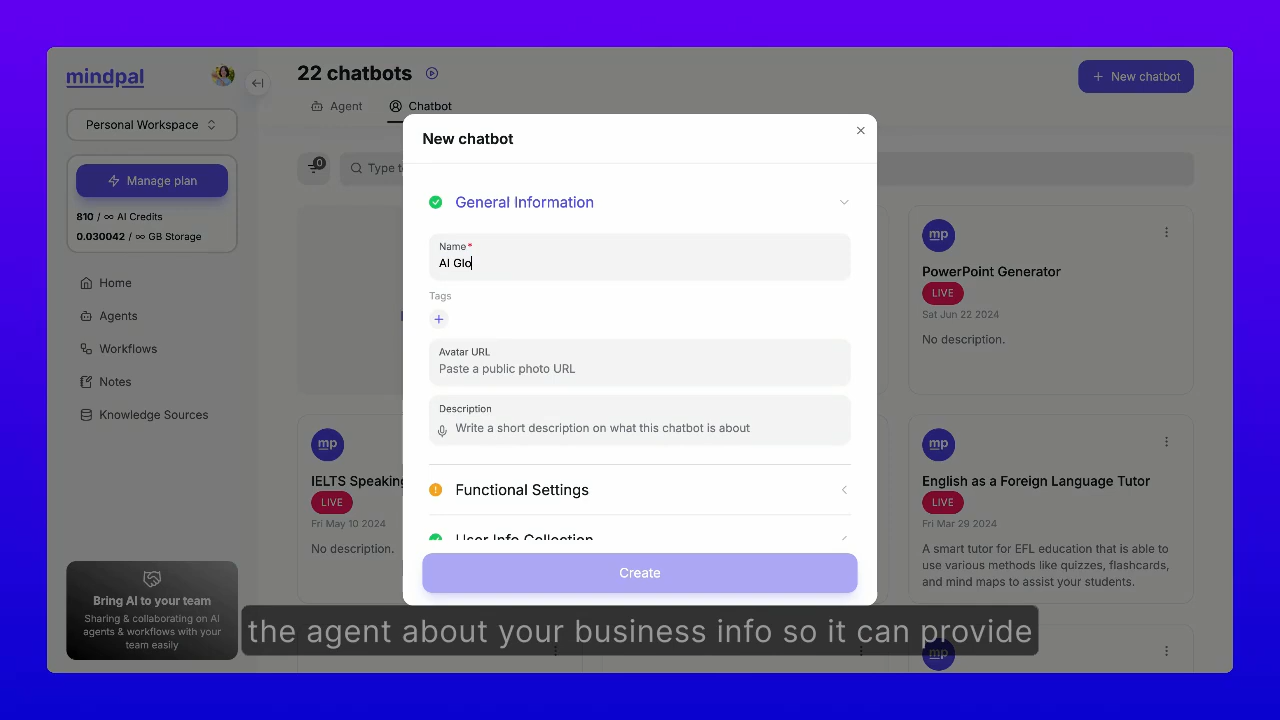 mindpal
Personal Workspace
Manage plan
810 / ∞ AI Credits
0.030042 / ∞ GB Storage
Home
Agents
Workflows
Notes
Knowledge Sources
Bring AI to your team
Sharing & collaborating on AI
agents & workflows with your
team easily
22 chatbots
New chatbot
Agent
Chatbot
0
Type
New chatbot
General Information
Name*
AI Glo
Tags
Avatar URL
Paste a public photo URL
Description
Write a short description on what this chatbot is about
Functional Settings
User Info Collection
Create
mp
PowerPoint Generator
LIVE
Sat Jun 22 2024
No description.
mp
IELTS Speaking
LIVE
Fri May 10 2024
No description.
mp
English as a Foreign Language Tutor
LIVE
Fri Mar 29 2024
A smart tutor for EFL education that is able to
use various methods like quizzes, flashcards,
and mind maps to assist your students.
mp
the agent about your business info so it can provide